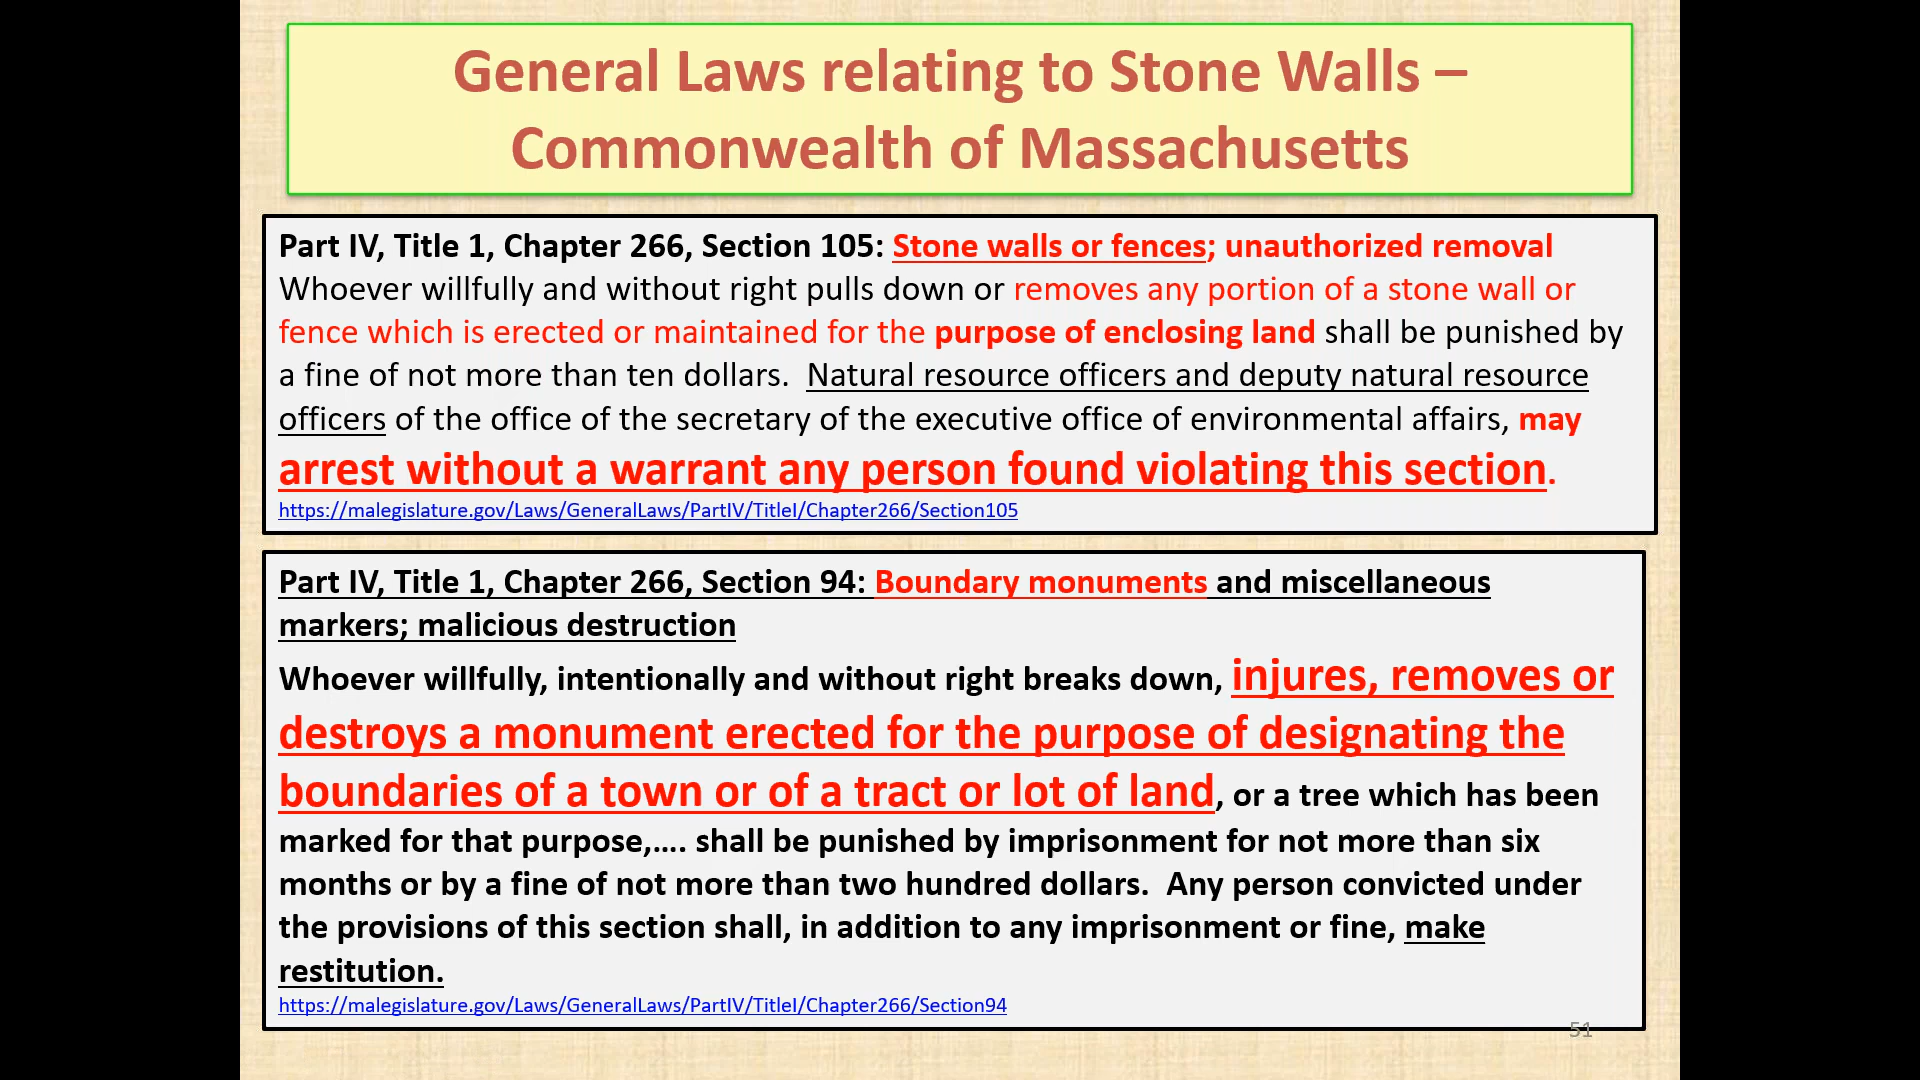 General Laws relating to Stone Walls –
Commonwealth of Massachusetts
Part IV, Title 1, Chapter 266, Section 105: Stone walls or fences; unauthorized removal
Whoever willfully and without right pulls down or removes any portion of a stone wall or
fence which is erected or maintained for the purpose of enclosing land shall be punished by
a fine of not more than ten dollars. Natural resource officers and deputy natural resource
officers of the office of the secretary of the executive office of environmental affairs, may
arrest without a warrant any person found violating this section.
https://malegislature.gov/Laws/GeneralLaws/PartIV/TitleI/Chapter266/Section105
Part IV, Title 1, Chapter 266, Section 94: Boundary monuments and miscellaneous
markers; malicious destruction
Whoever willfully, intentionally and without right breaks down, injures, removes or
destroys a monument erected for the purpose of designating the
boundaries of a town or of a tract or lot of land, or a tree which has been
marked for that purpose,.... shall be punished by imprisonment for not more than six
months or by a fine of not more than two hundred dollars. Any person convicted under
the provisions of this section shall, in addition to any imprisonment or fine, make
restitution.
https://malegislature.gov/Laws/GeneralLaws/PartIV/TitleI/Chapter266/Section94
51